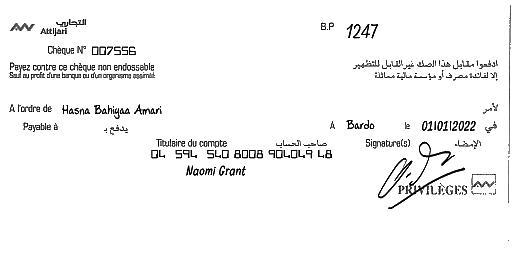 التجاري
Attijari
B.P 1247
Chèque N° 007556
Payez contre ce chèque non endossable
Sauf au profit d'une banque ou d'un organisme assimilé
ادفعوا مقابل هذا الصك غير القابل للتظهير
إلا لفائدة مصرف أو مؤسسة مالية مماثلة
A l'ordre de Hasna Bahiyaa Amari لأمر
Payable à يدفع بـ A Bardo le 01/01/2022 في
Titulaire du compte صاحب الحساب Signature(s) الإمضاء
04 594 540 8008 904049 48
Naomi Grant
PRIVILÈGES